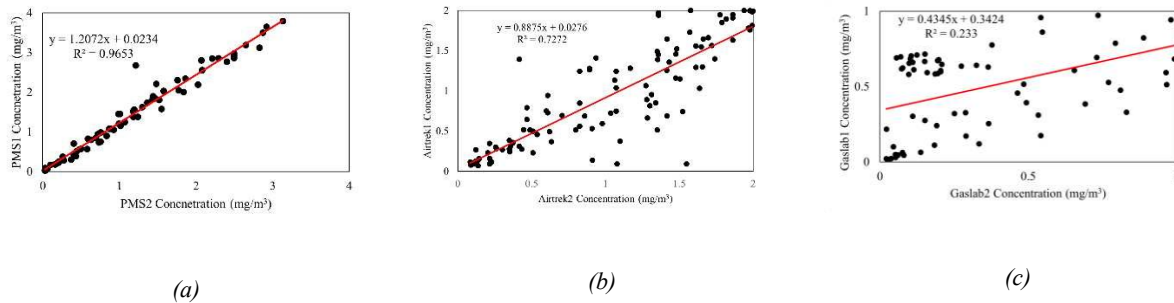 4
3
2
1
0
0
1
2
3
4
y = 1.2072x + 0.0234
R² = 0.9653
PMS1 Concnetration (mg/m³)
PMS2 Concnetration (mg/m³)
(a)
2
1.5
1
0.5
0
0
0.5
1
1.5
2
y = 0.8875x + 0.0276
R² = 0.7272
Airtrek1 Concentration (mg/m³)
Airtrek2 Concentration (mg/m³)
(b)
1
0.5
0
0
0.5
1
y = 0.4345x + 0.3424
R² = 0.233
Gaslab1 Concentration (mg/m³)
Gaslab2 Concentration (mg/m³)
(c)